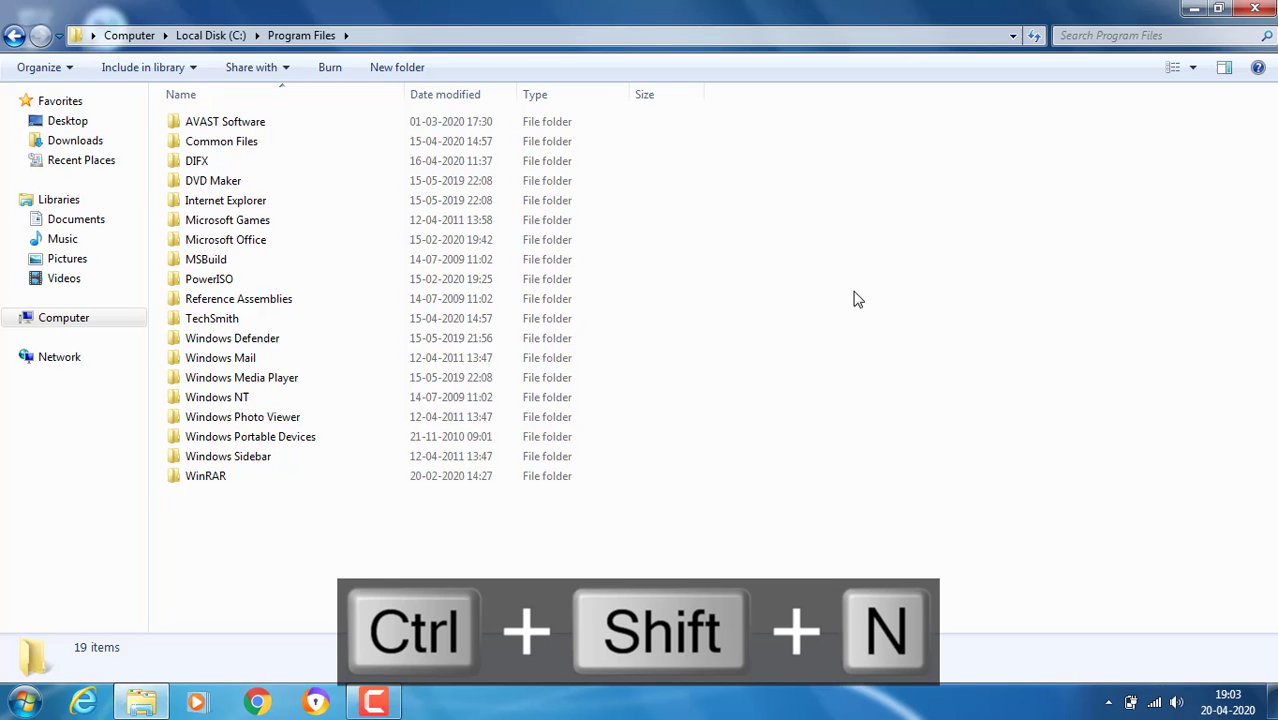 Computer Local Disk (C:) Program Files Search Program Files
Organize Include in library Share with Burn New folder
Name Date modified Type Size
Favorites
Desktop
Downloads
Recent Places
Libraries
Documents
Music
Pictures
Videos
Computer
Network
AVAST Software 01-03-2020 17:30 File folder
Common Files 15-04-2020 14:57 File folder
DIFX 16-04-2020 11:37 File folder
DVD Maker 15-05-2019 22:08 File folder
Internet Explorer 15-05-2019 22:08 File folder
Microsoft Games 12-04-2011 13:58 File folder
Microsoft Office 15-02-2020 19:42 File folder
MSBuild 14-07-2009 11:02 File folder
PowerISO 15-02-2020 19:25 File folder
Reference Assemblies 14-07-2009 11:02 File folder
TechSmith 15-04-2020 14:57 File folder
Windows Defender 15-05-2019 21:56 File folder
Windows Mail 12-04-2011 13:47 File folder
Windows Media Player 15-05-2019 22:08 File folder
Windows NT 14-07-2009 11:02 File folder
Windows Photo Viewer 12-04-2011 13:47 File folder
Windows Portable Devices 21-11-2010 09:01 File folder
Windows Sidebar 12-04-2011 13:47 File folder
WinRAR 20-02-2020 14:27 File folder
Ctrl + Shift + N
19 items
19:03
20-04-2020